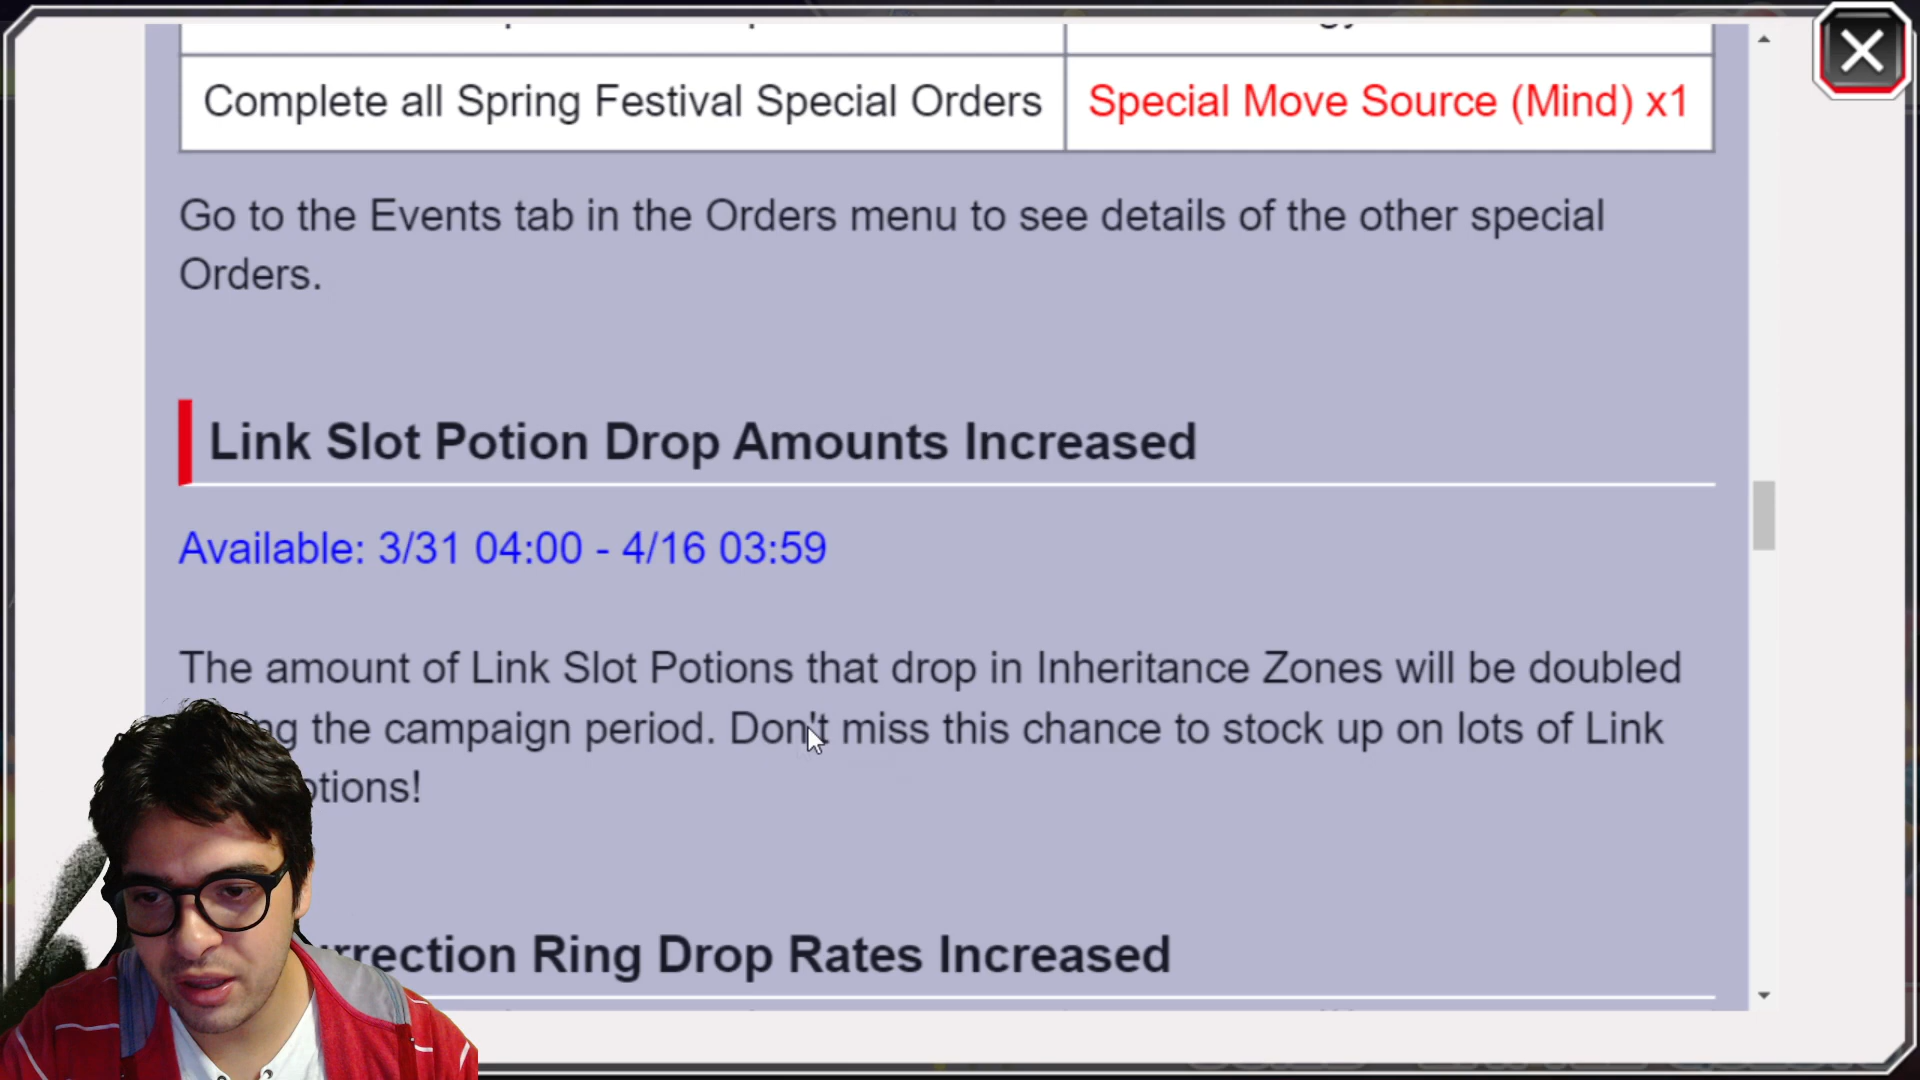 Complete all Spring Festival Special Orders
Special Move Source (Mind) x1
Go to the Events tab in the Orders menu to see details of the other special
Orders.
Link Slot Potion Drop Amounts Increased
Available: 3/31 04:00 - 4/16 03:59
The amount of Link Slot Potions that drop in Inheritance Zones will be doubled
the campaign period. Don't miss this chance to stock up on lots of Link
Ring Drop Rates Increased